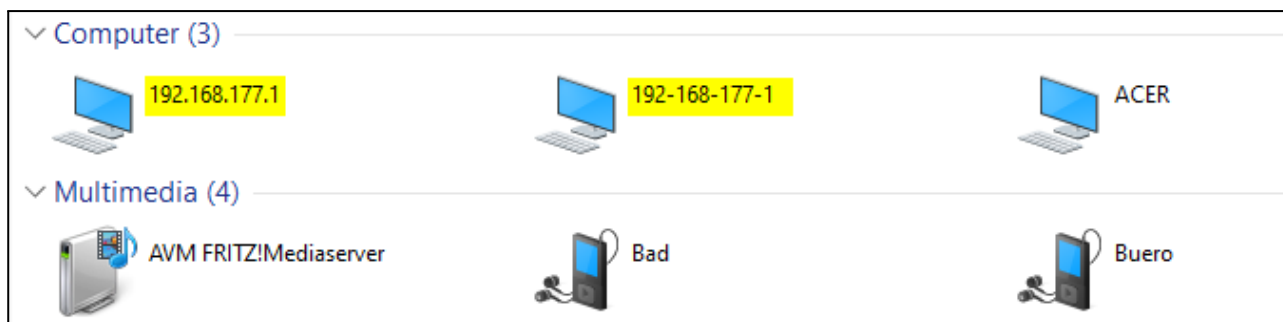 Computer (3)
192.168.177.1
192-168-177-1
ACER
Multimedia (4)
AVM FRITZ!Mediaserver
Bad
Buero